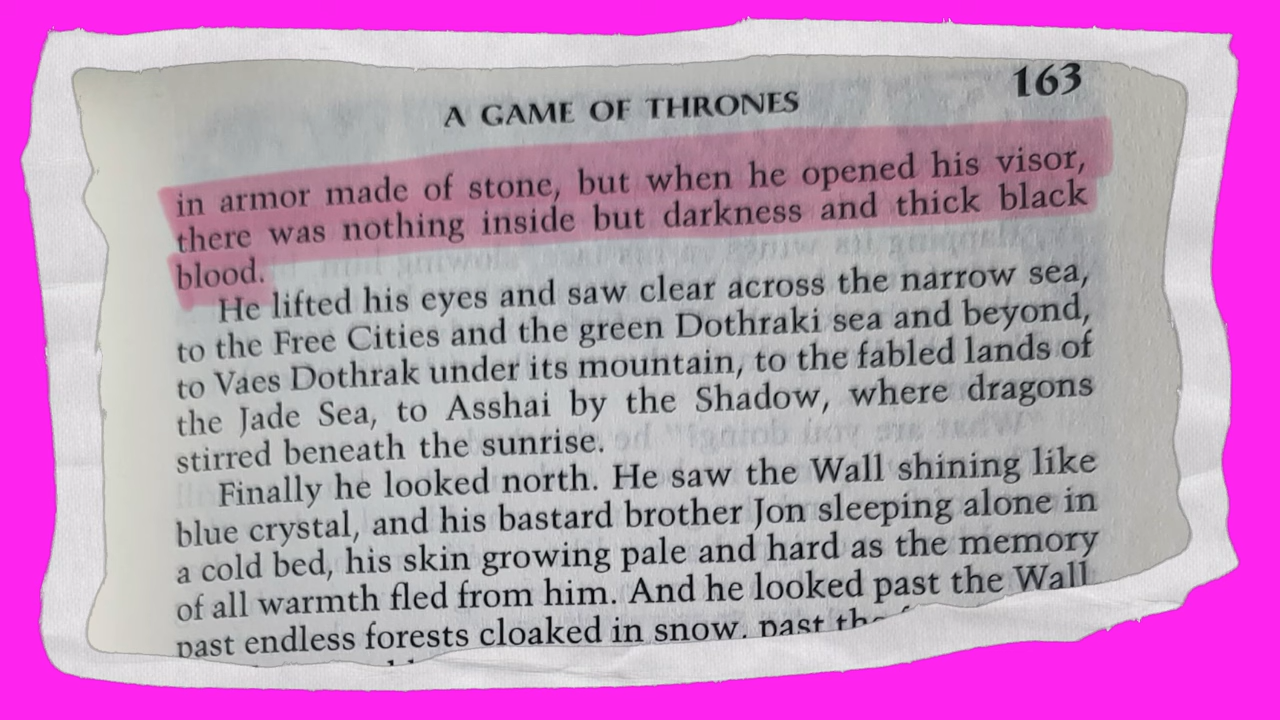 163
A GAME OF THRONES
in armor made of stone, but when he opened his visor,
there was nothing inside but darkness and thick black
blood.
He lifted his eyes and saw clear across the narrow sea,
to the Free Cities and the green Dothraki sea and beyond,
to Vaes Dothrak under its mountain, to the fabled lands of
the Jade Sea, to Asshai by the Shadow, where dragons
stirred beneath the sunrise.
Finally he looked north. He saw the Wall shining like
blue crystal, and his bastard brother Jon sleeping alone in
a cold bed, his skin growing pale and hard as the memory
of all warmth fled from him. And he looked past the Wall
past endless forests cloaked in snow, past